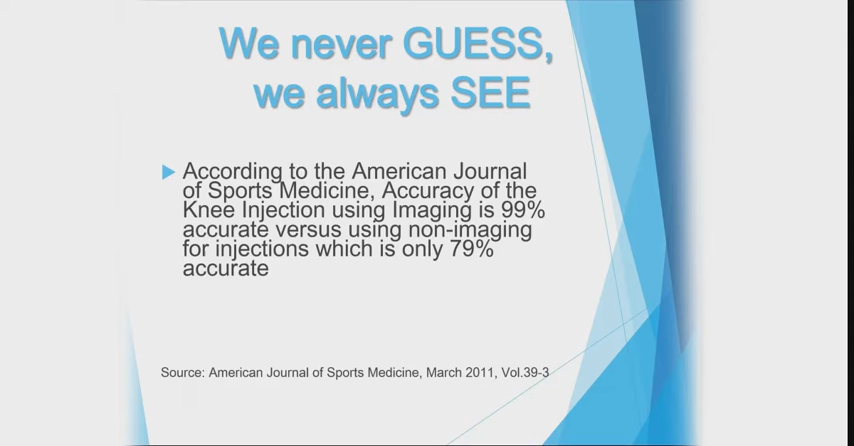 We never GUESS,
we always SEE
According to the American Journal
of Sports Medicine, Accuracy of the
Knee Injection using Imaging is 99%
accurate versus using non-imaging
for injections which is only 79%
accurate
Source: American Journal of Sports Medicine, March 2011, Vol.39-3